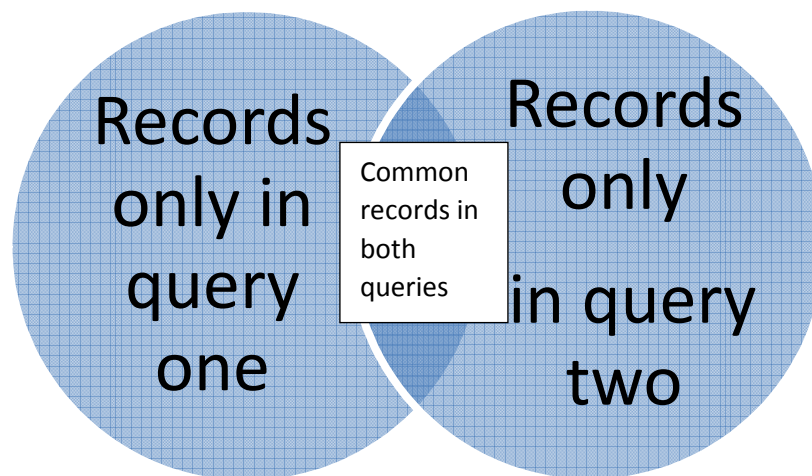 Records
only in
query
one
Common
records in
both
queries
Records
only
in query
two